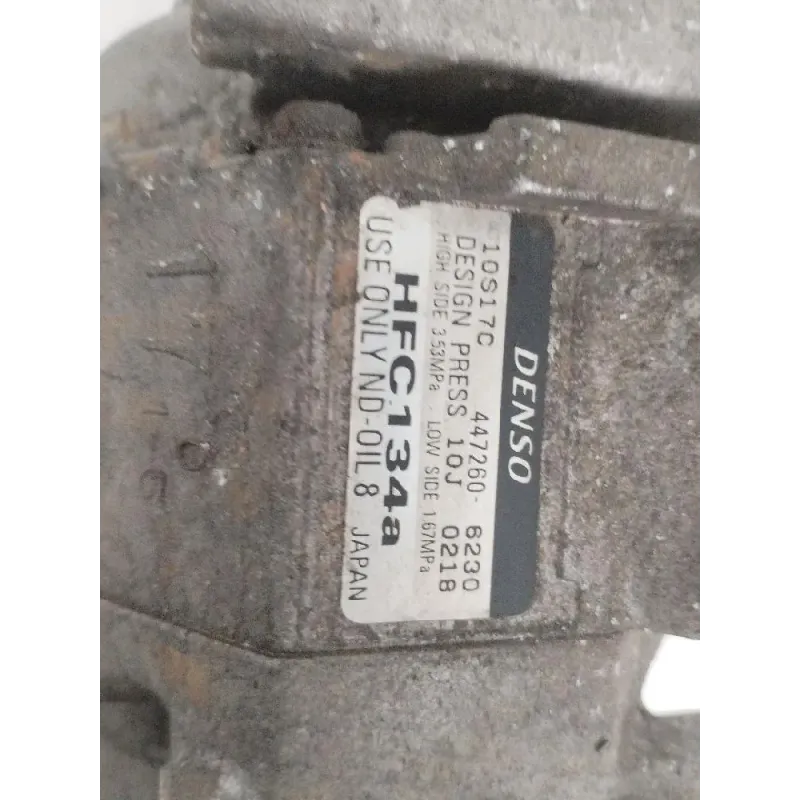 DENSO
10S17C 447260-6230
DESIGN PRESS 10J 0218
HIGH SIDE 3.53MPa. LOW SIDE 1.67MPa
HFC134a
USE ONLY ND-OIL 8 JAPAN